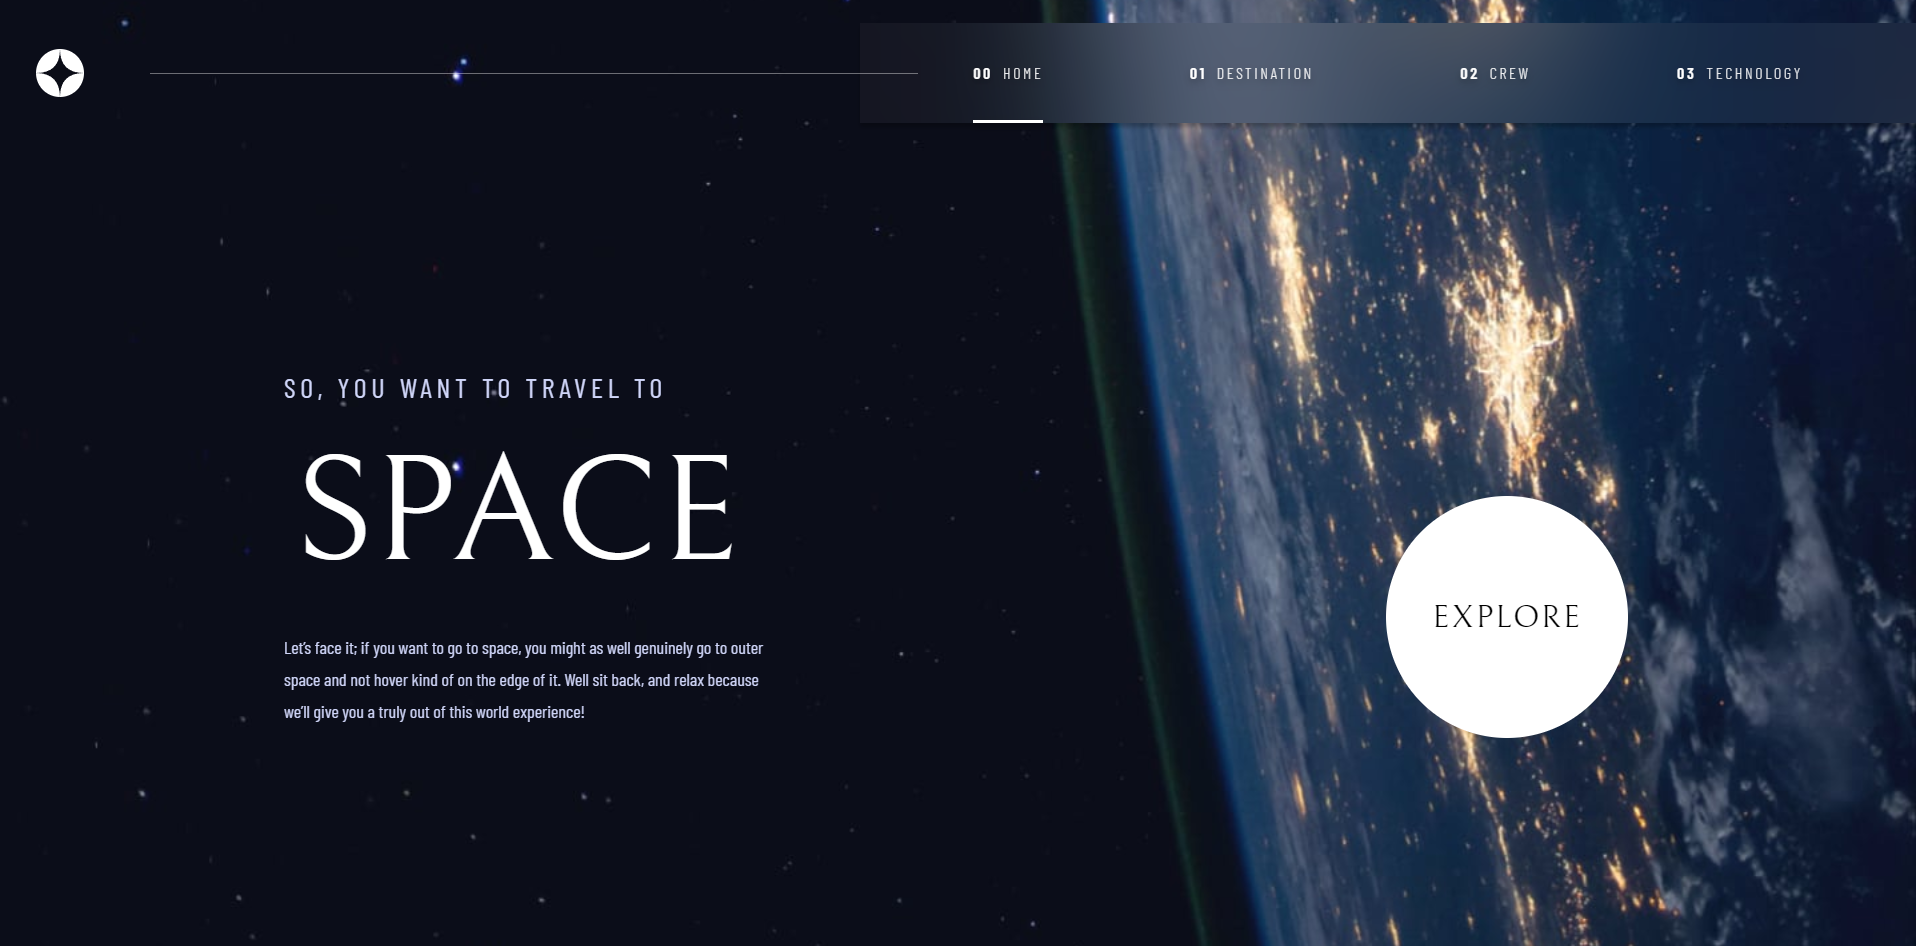 00 HOME
01 DESTINATION
02 CREW
03 TECHNOLOGY
SO, YOU WANT TO TRAVEL TO
SPACE
Let’s face it; if you want to go to space, you might as well genuinely go to outer
space and not hover kind of on the edge of it. Well sit back, and relax because
we’ll give you a truly out of this world experience!
EXPLORE